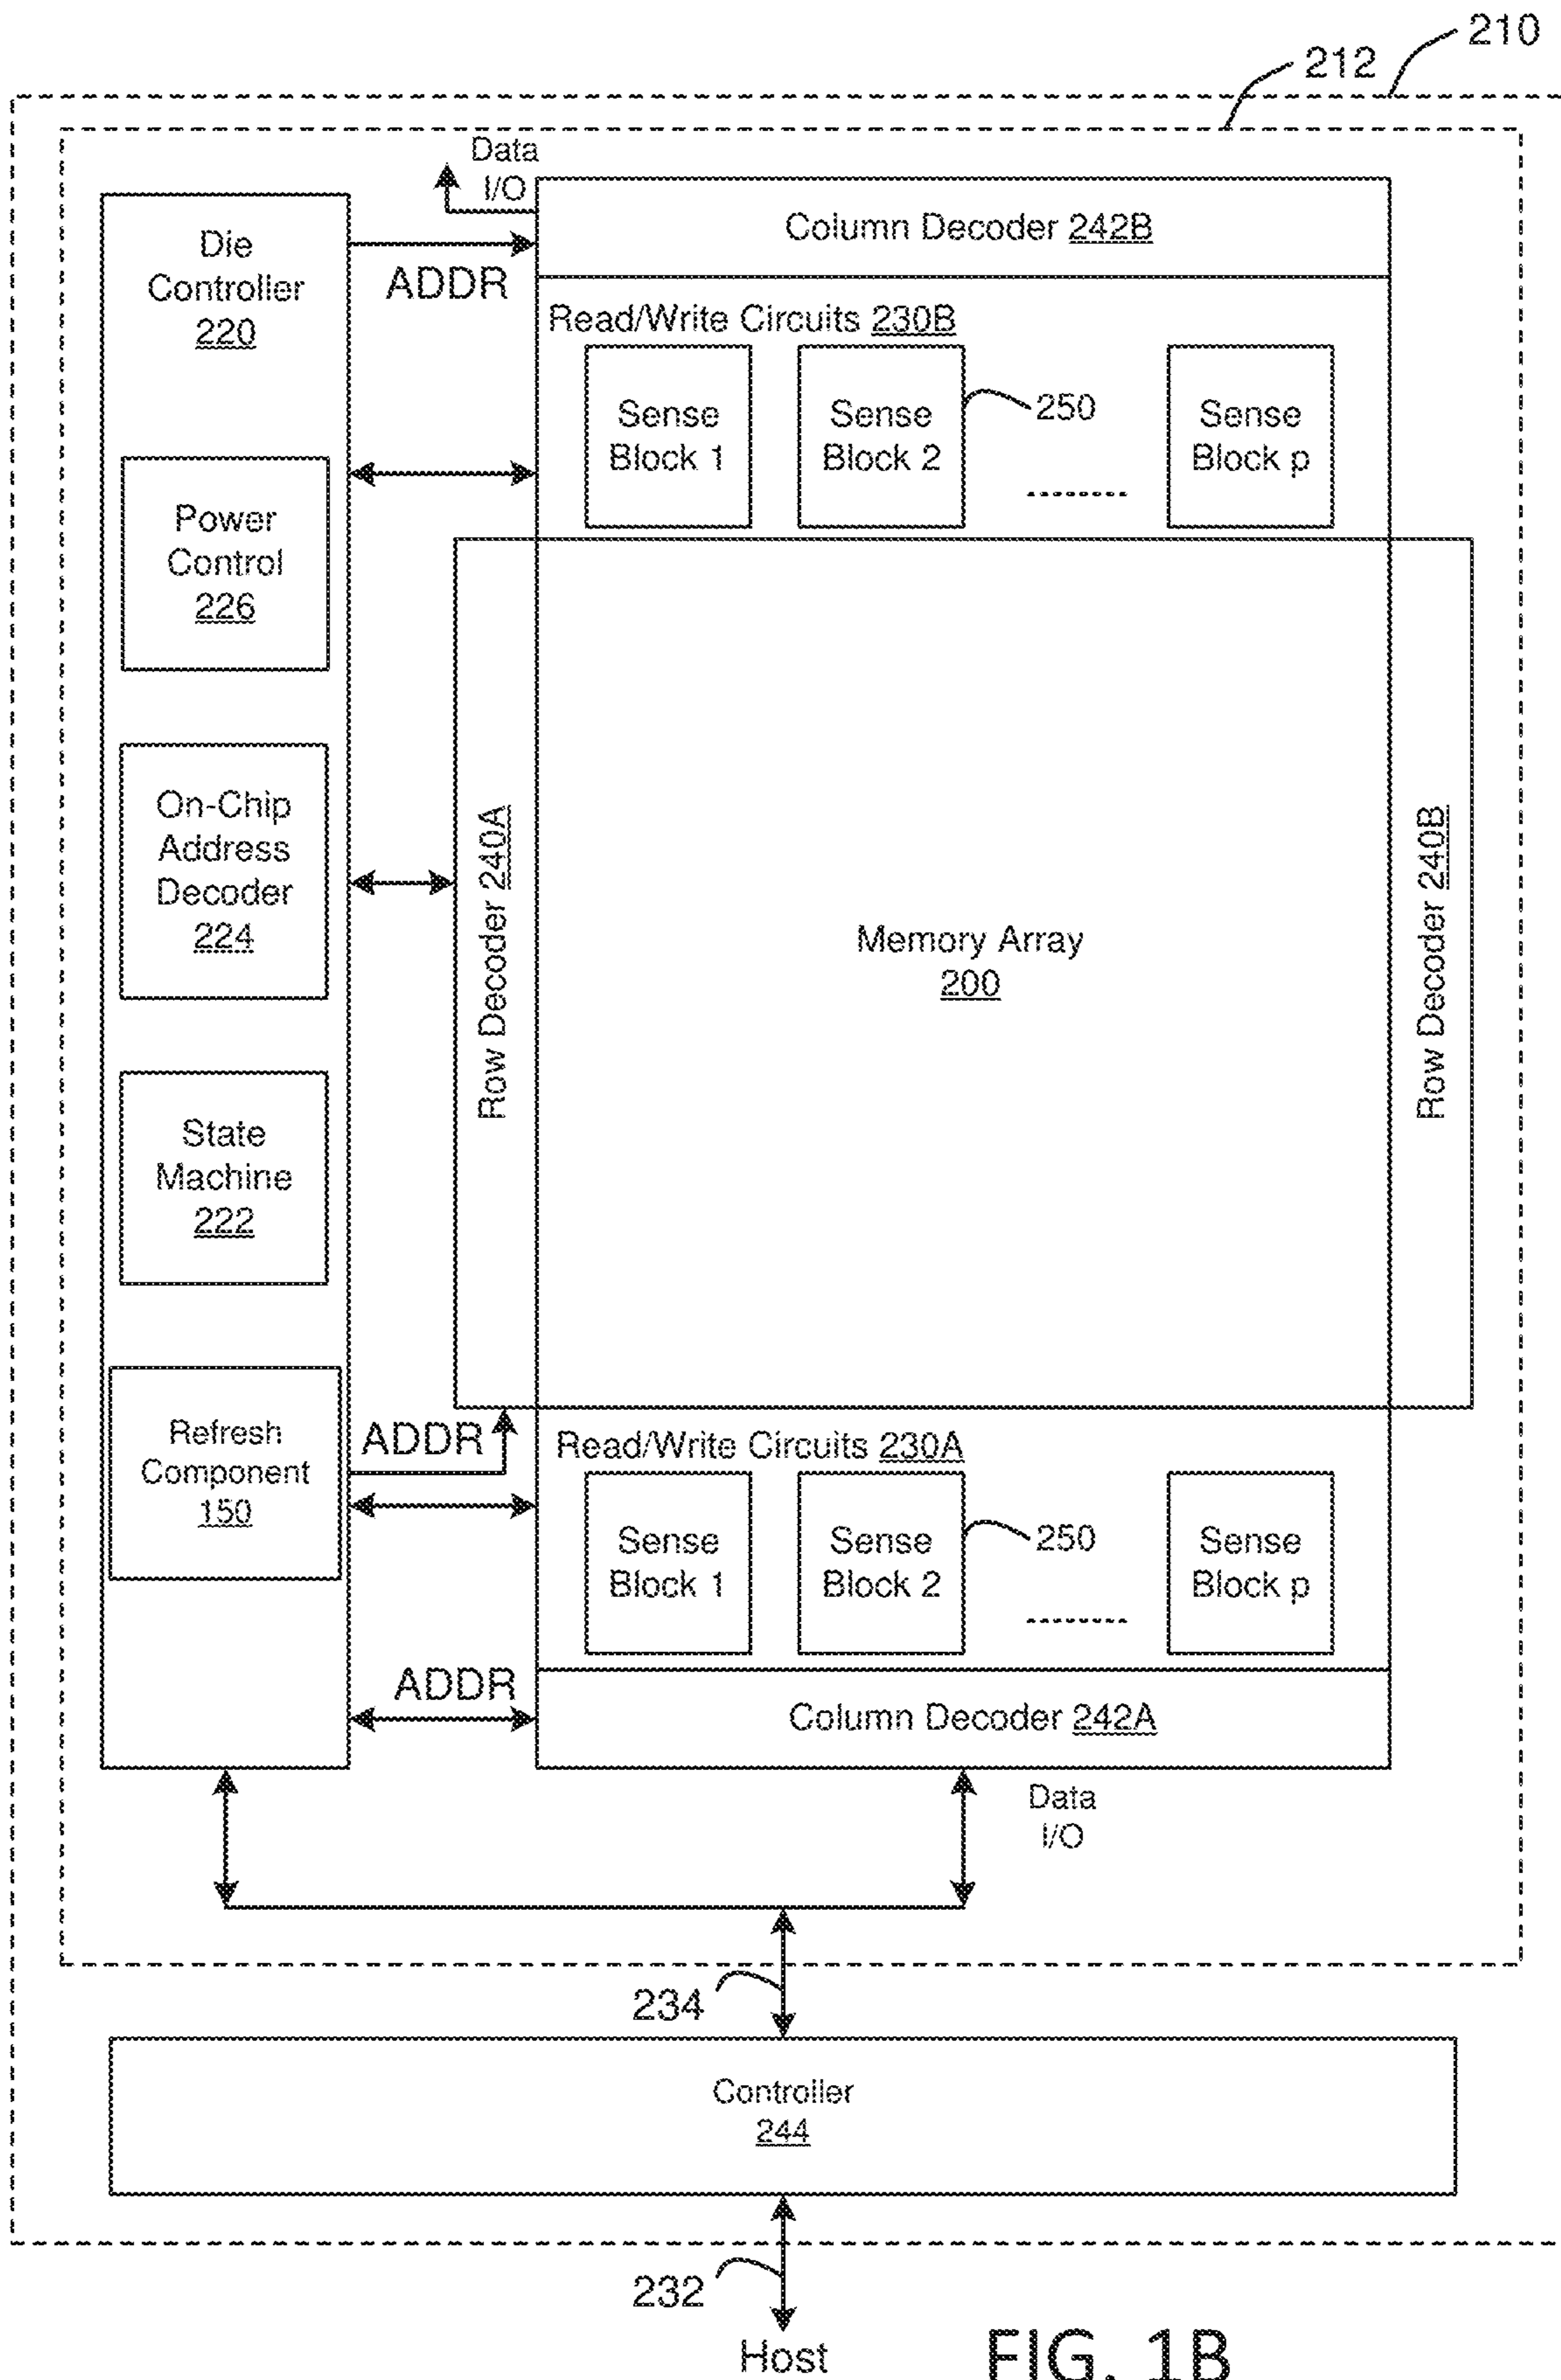 210
212
Data
I/O
Die
Controller
220
ADDR
Column Decoder 242B
Read/Write Circuits 230B
Sense
Block 1
Sense
Block 2
250
Sense
Block p
Power
Control
226
On-Chip
Address
Decoder
224
State
Machine
222
Refresh
Component
150
Row Decoder 240A
Memory Array
200
Row Decoder 240B
ADDR
Read/Write Circuits 230A
Sense
Block 1
Sense
Block 2
250
Sense
Block p
ADDR
Column Decoder 242A
Data
I/O
234
Controller
244
232
Host
FIG. 1B